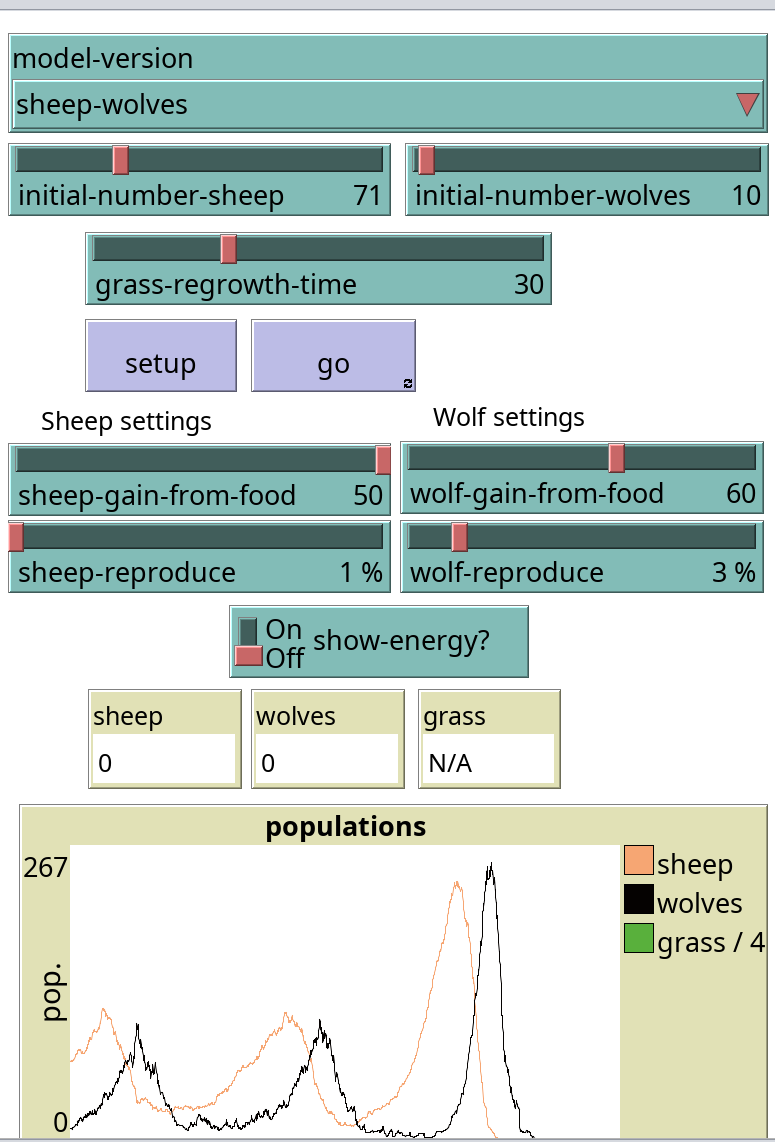 model-version
sheep-wolves
initial-number-sheep 71
initial-number-wolves 10
grass-regrowth-time 30
setup
go
Sheep settings
Wolf settings
sheep-gain-from-food 50
wolf-gain-from-food 60
sheep-reproduce 1 %
wolf-reproduce 3 %
On
Off
show-energy?
sheep
0
wolves
0
grass
N/A
populations
267
pop.
0
sheep
wolves
grass / 4